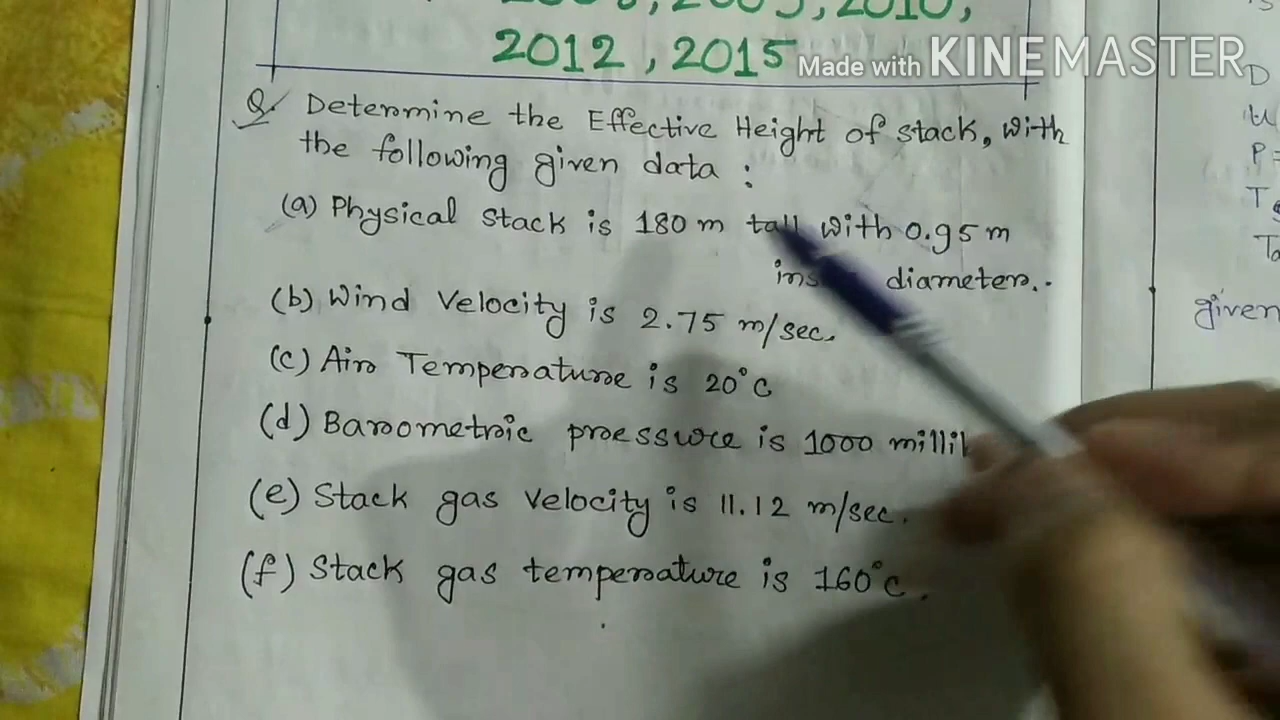 2012, 2015
Made with KINEMASTER
Q. Determine the Effective Height of stack, with
the following given data :
(a) Physical stack is 180 m tall with 0.95 m
diameter.
(b) Wind Velocity is 2.75 m/sec.
(c) Air Temperature is 20°C
(d) Barometric pressure is 1000
(e) Stack gas velocity is 11.12 m/sec.
(f) Stack gas temperature is 160°C.
D
u
P =
given